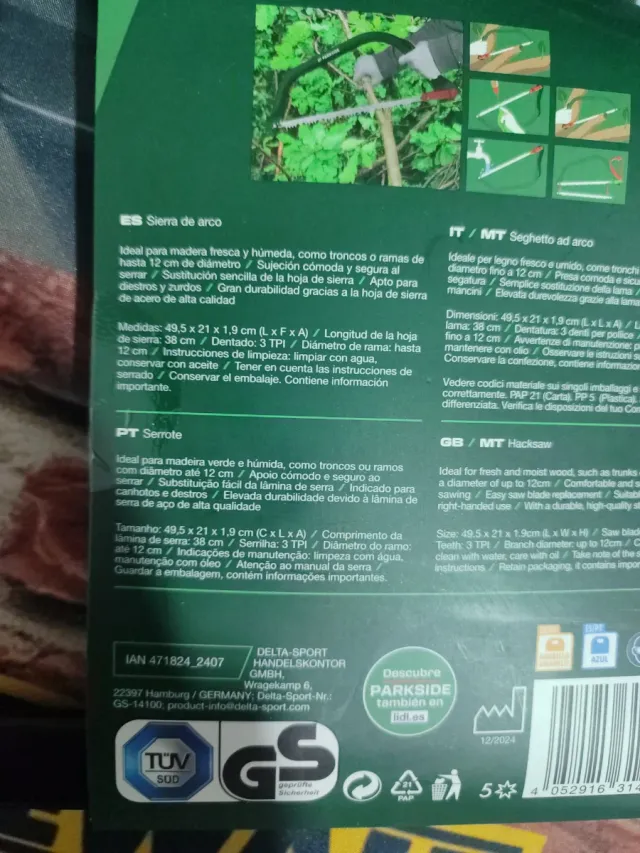 ES Sierra de arco
Ideal para madera fresca y húmeda, como troncos o ramas de
hasta 12 cm de diámetro / Sujeción cómoda y segura al
serrar / Sustitución sencilla de la hoja de sierra / Apto para
diestros y zurdos / Gran durabilidad gracias a la hoja de sierra
de acero de alta calidad
Medidas: 49,5 x 21 x 1,9 cm (L x F x A) / Longitud de la hoja
de sierra: 38 cm / Dentado: 3 TPI / Diámetro de rama: hasta
12 cm / Instrucciones de limpieza: limpiar con agua,
conservar con aceite / Tener en cuenta las instrucciones de
serrado / Conservar el embalaje. Contiene información
importante.
PT Serrote
Ideal para madeira verde e húmida, como troncos ou ramos
com diâmetro até 12 cm / Apoio cómodo e seguro ao
serrar / Substituição fácil da lâmina de serra / Indicado para
canhotos e destros / Elevada durabilidade devido à lâmina de
serra de aço de alta qualidade
Tamanho: 49,5 x 21 x 1,9 cm (C x L x A) / Comprimento da
lâmina de serra: 38 cm / Serrilha: 3 TPI / Diâmetro do ramo:
até 12 cm / Indicações de manutenção: limpeza com água,
manutenção com óleo / Atenção ao manual da serra /
Guardar a embalagem, contém informações importantes.
IT / MT Seghetto ad arco
Ideale per legno fresco e umido, come tronchi
diametro fino a 12 cm / Presa comoda e sicu
segatura / Semplice sostituzione della lama /
mancini / Elevata durevolezza grazie alla lama
Dimensioni: 49,5 x 21 x 1,9 cm (L x L x A) /
lama: 38 cm / Dentatura: 3 denti per pollice
fino a 12 cm / Avvertenze di manutenzione: p
mantenere con olio / Osservare le istruzioni
Conservare la confezione, contiene informazion
Vedere codici materiale sui singoli imballaggi e
correttamente. PAP 21 (Carta). PP 5 (Plastica).
differenziata. Verifica le disposizioni del tuo Co
GB / MT Hacksaw
Ideal for fresh and moist wood, such as trunks
a diameter of up to 12cm / Comfortable and s
sawing / Easy saw blade replacement / Suitabl
right-handed use / With a durable, high-quality st
Size: 49.5 x 21 x 1.9cm (L x W x H) / Saw blade
Teeth: 3 TPI / Branch diameter: up to 12cm / C
clean with water, care with oil / Take note of the s
instructions / Retain packaging, it contains impor
IAN 471824_2407
DELTA-SPORT
HANDELSKONTOR
GMBH,
Wragekamp 6,
22397 Hamburg / GERMANY; Delta-Sport-Nr.:
GS-14100; product-info@delta-sport.com
Descubre
PARKSIDE
también en
lidl.es
12/2024
AZUL
TÜV
SÜD
GS
geprüfte
Sicherheit
21
PAP
5
4 052916 314